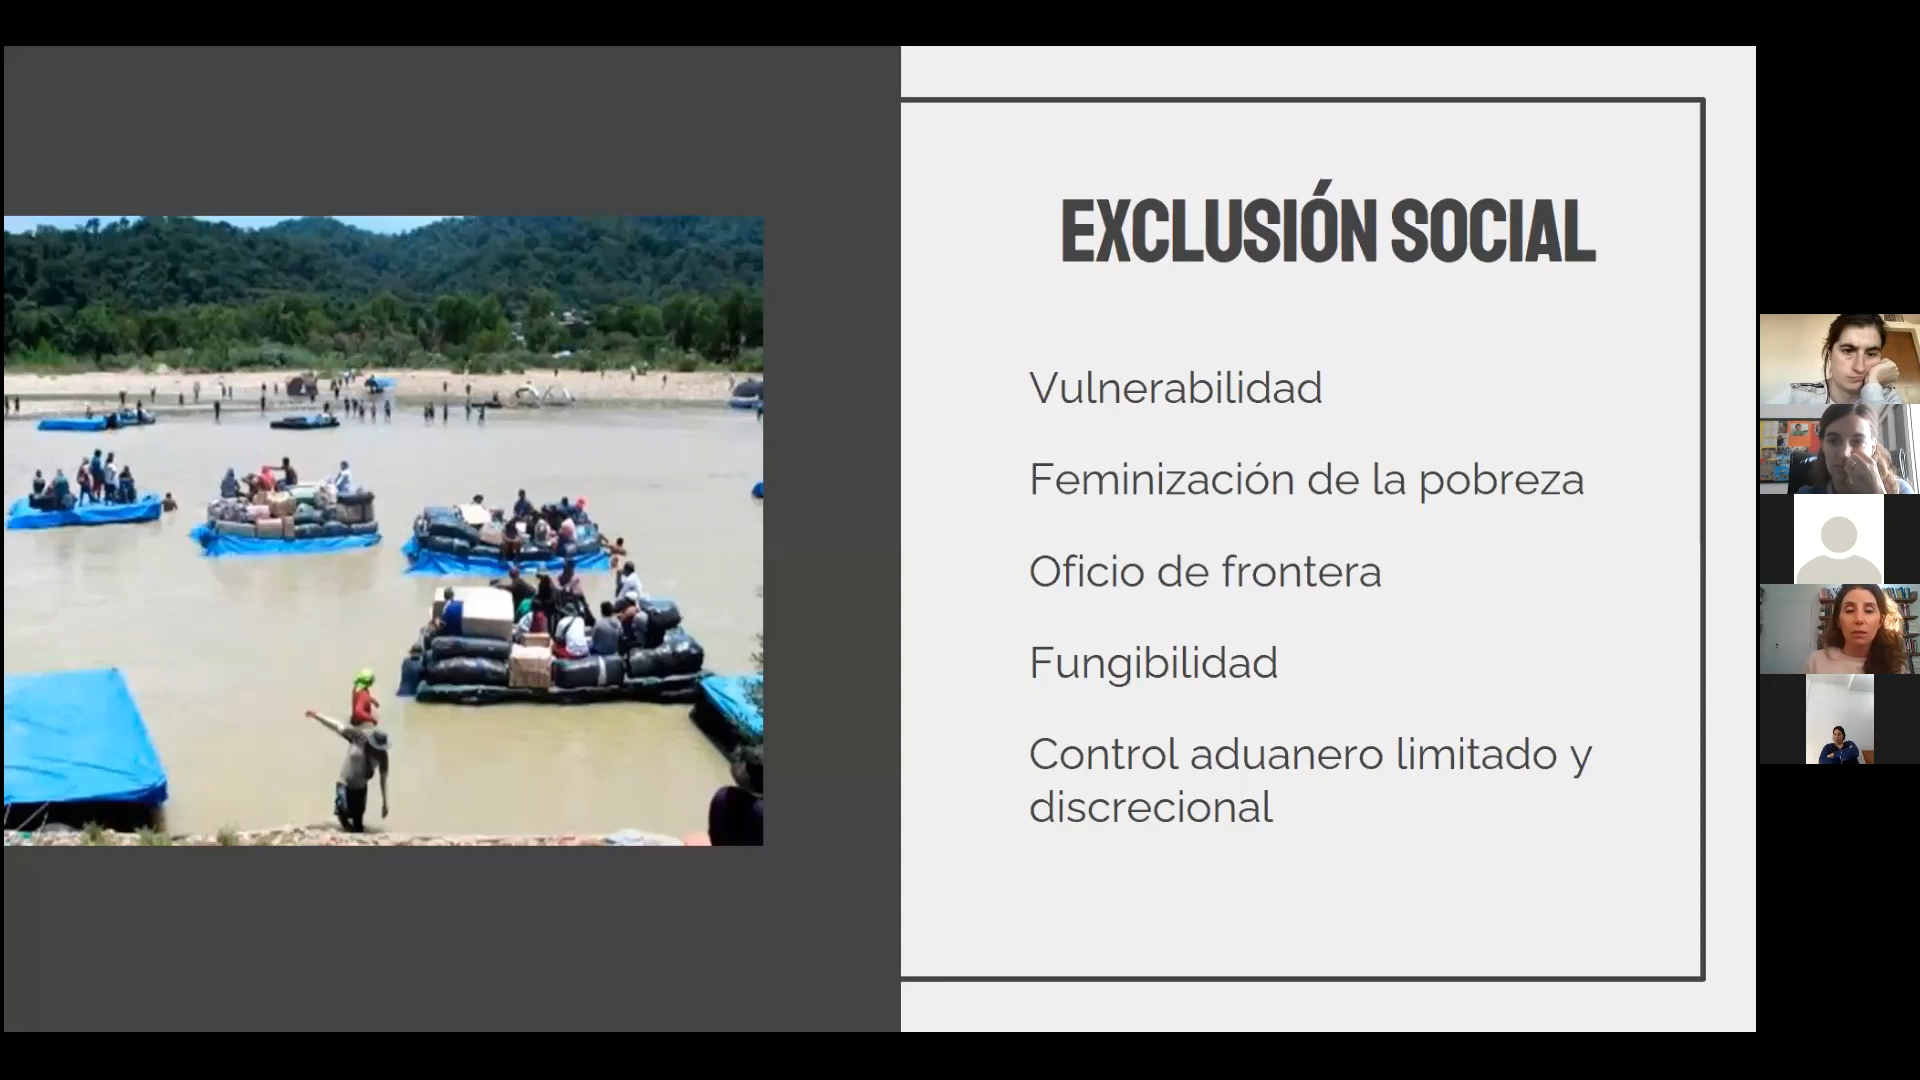 EXCLUSIÓN SOCIAL
Vulnerabilidad
Feminización de la pobreza
Oficio de frontera
Fungibilidad
Control aduanero limitado y
discrecional